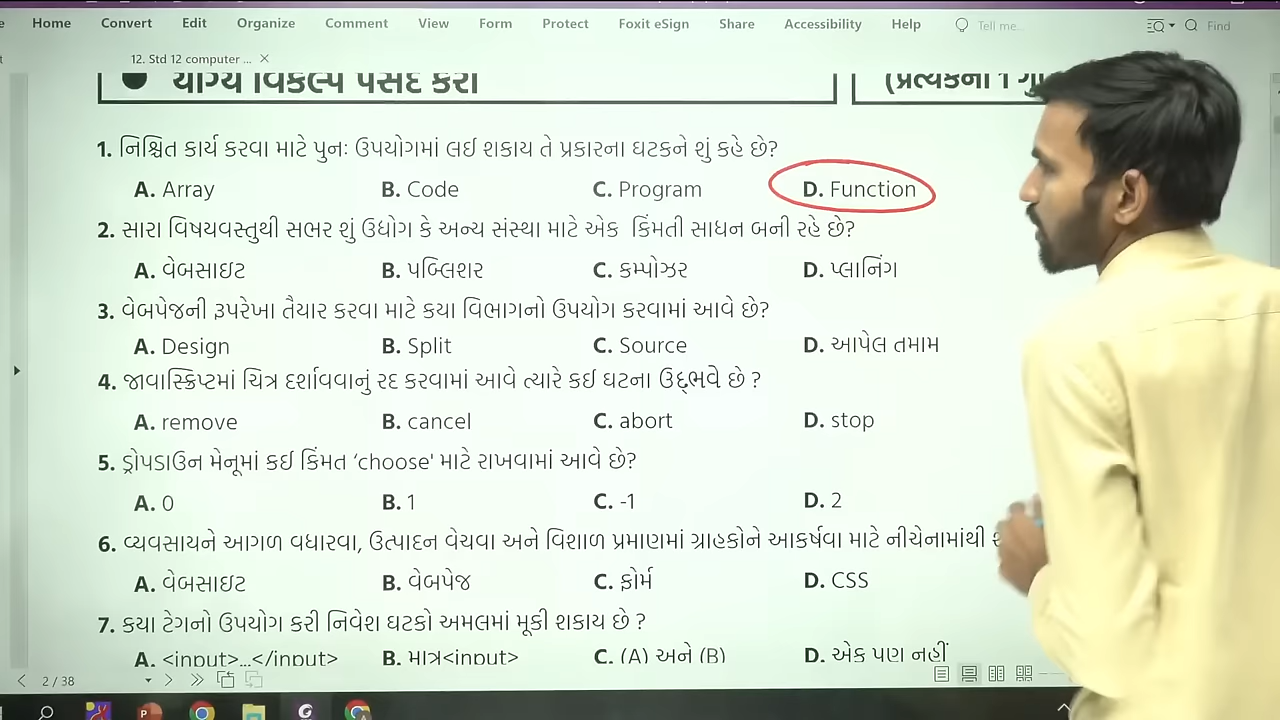 Home Convert Edit Organize Comment View Form Protect Foxit eSign Share Accessibility Help Tell me... Find
12. Std 12 computer ... ×
યોગ્ય વિકલ્પ પસંદ કરો
(પ્રત્યેકનો 1
1. નિશ્ચિત કાર્ય કરવા માટે પુનઃ ઉપયોગમાં લઈ શકાય તે પ્રકારના ઘટકને શું કહે છે?
A. Array B. Code C. Program D. Function
2. સારા વિષયવસ્તુથી સભર શું ઉદ્યોગ કે અન્ય સંસ્થા માટે એક કિંમતી સાધન બની રહે છે?
A. વેબસાઇટ B. પબ્લિશર C. કમ્પોઝર D. પ્લાનિંગ
3. વેબપેજની રૂપરેખા તૈયાર કરવા માટે કયા વિભાગનો ઉપયોગ કરવામાં આવે છે?
A. Design B. Split C. Source D. આપેલ તમામ
4. જાવાસ્ક્રિપ્ટમાં ચિત્ર દર્શાવવાનું રદ કરવામાં આવે ત્યારે કઈ ઘટના ઉદ્ભવે છે ?
A. remove B. cancel C. abort D. stop
5. ડ્રોપડાઉન મેનૂમાં કઈ કિંમત ‘choose' માટે રાખવામાં આવે છે?
A. 0 B. 1 C. -1 D. 2
6. વ્યવસાયને આગળ વધારવા, ઉત્પાદન વેચવા અને વિશાળ પ્રમાણમાં ગ્રાહકોને આકર્ષવા માટે નીચેનામાંથી
A. વેબસાઇટ B. વેબપેજ C. ફોર્મ D. CSS
7. કયા ટેગનો ઉપયોગ કરી નિવેશ ઘટકો અમલમાં મૂકી શકાય છે ?
A. <input>...</input> B. માત્ર<input> C. (A) અને (B) D. એક પણ નહીં
2 / 38